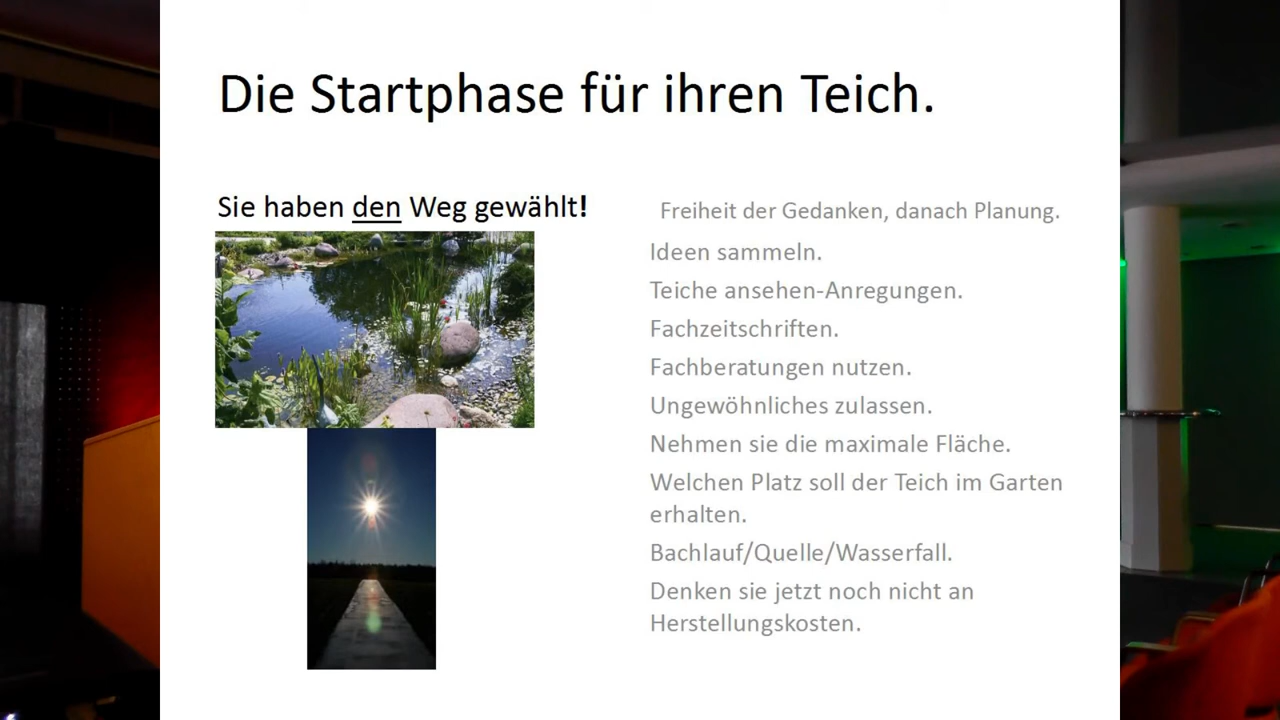 Die Startphase für ihren Teich.
Sie haben den Weg gewählt!
Freiheit der Gedanken, danach Planung.
Ideen sammeln.
Teiche ansehen-Anregungen.
Fachzeitschriften.
Fachberatungen nutzen.
Ungewöhnliches zulassen.
Nehmen sie die maximale Fläche.
Welchen Platz soll der Teich im Garten
erhalten.
Bachlauf/Quelle/Wasserfall.
Denken sie jetzt noch nicht an
Herstellungskosten.